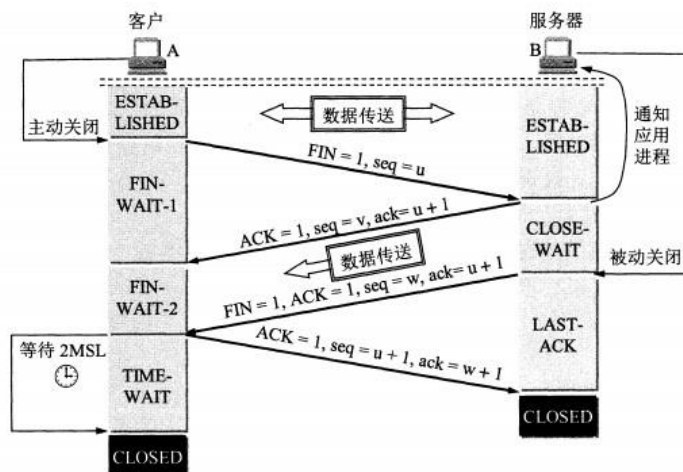 客户
服务器
A
B
ESTAB-
LISHED
数据传送
主动关闭
FIN = 1, seq = u
ESTAB-
LISHED
通知
应用
进程
FIN-
WAIT-1
ACK = 1, seq = v, ack= u + 1
CLOSE-
WAIT
数据传送
被动关闭
FIN-
WAIT-2
FIN = 1, ACK = 1, seq = w, ack= u + 1
等待 2MSL
ACK = 1, seq = u + 1, ack = w + 1
LAST-
ACK
TIME-
WAIT
CLOSED
CLOSED